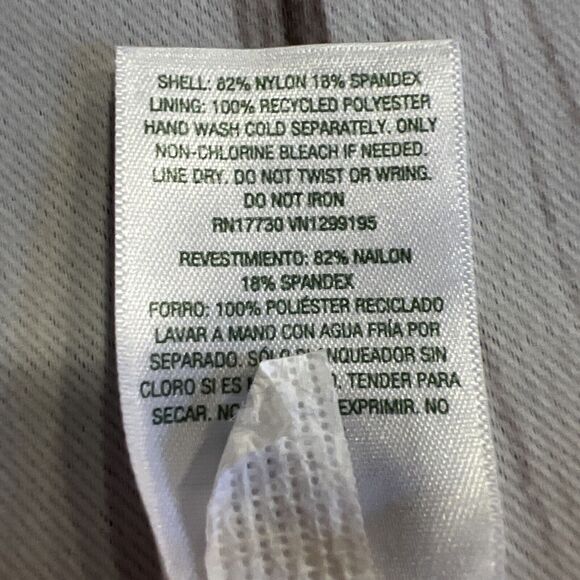 SHELL: 82% NYLON 18% SPANDEX
LINING: 100% RECYCLED POLYESTER
HAND WASH COLD SEPARATELY. ONLY
NON-CHLORINE BLEACH IF NEEDED.
LINE DRY. DO NOT TWIST OR WRING.
DO NOT IRON
RN17730 VN1299195
REVESTIMIENTO: 82% NAILON
18% SPANDEX
FORRO: 100% POLIÉSTER RECICLADO
LAVAR A MANO CON AGUA FRÍA POR
SEPARADO. SÓLO BLANQUEADOR SIN
CLORO SI ES TENDER PARA
SECAR. EXPRIMIR. NO